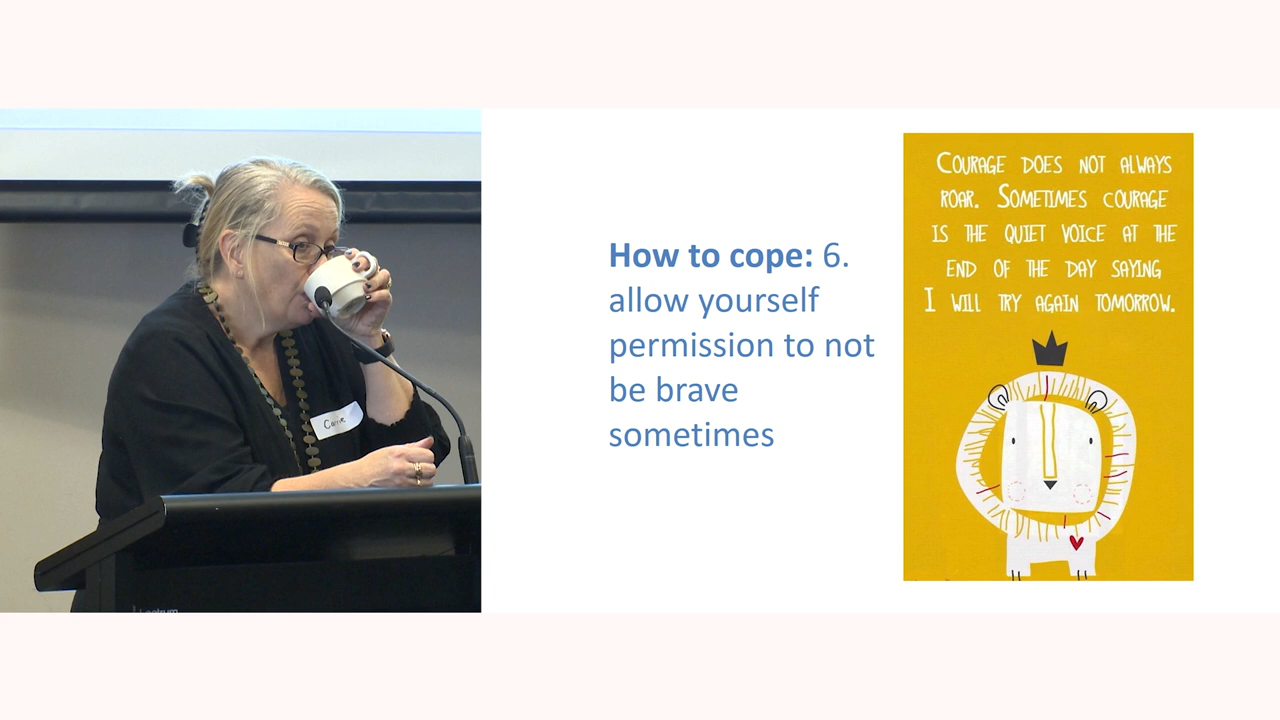 Carrie
How to cope: 6.
allow yourself
permission to not
be brave
sometimes
COURAGE DOES NOT ALWAYS
ROAR. SOMETIMES COURAGE
IS THE QUIET VOICE AT THE
END OF THE DAY SAYING
I WILL TRY AGAIN TOMORROW.